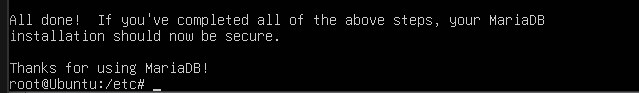 All done!  If you've completed all of the above steps, your MariaDB
installation should now be secure.
Thanks for using MariaDB!
root@Ubuntu:/etc# _